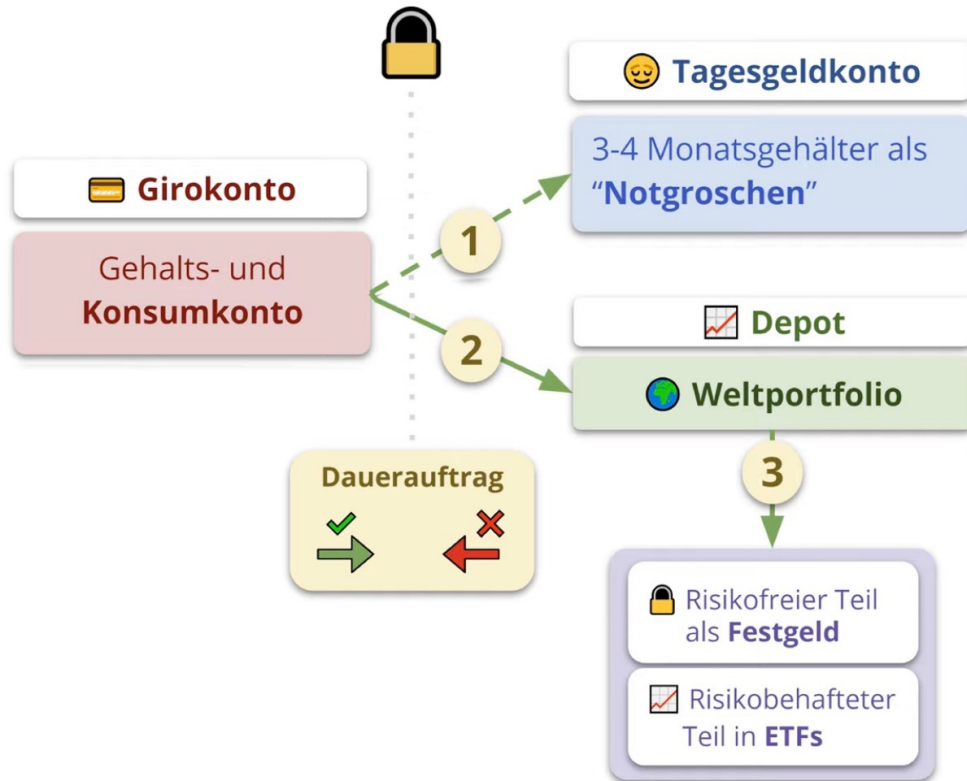 Tagesgeldkonto
3-4 Monatsgehälter als
“Notgroschen”
Girokonto
Gehalts- und
Konsumkonto
1
2
Depot
Weltportfolio
3
Dauerauftrag
Risikofreier Teil
als Festgeld
Risikobehafteter
Teil in ETFs